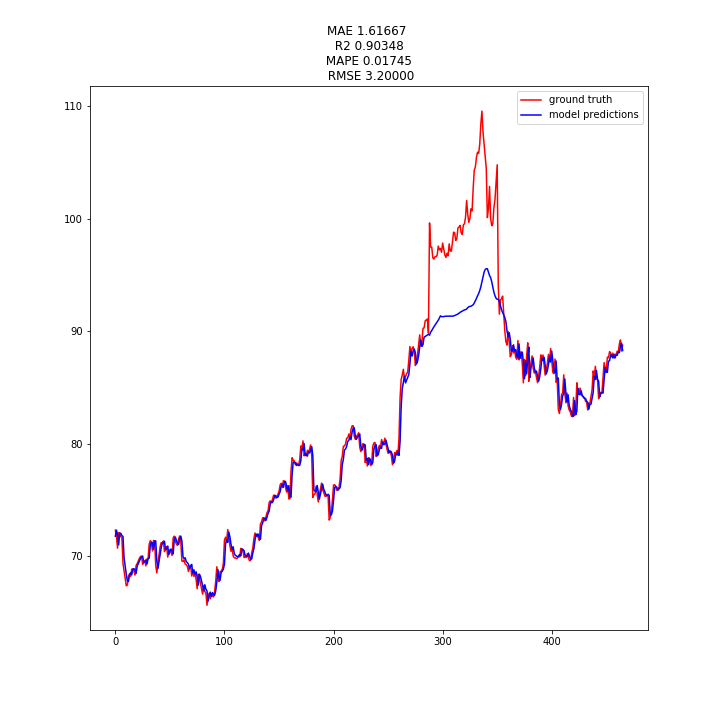 MAE 1.61667
R2 0.90348
MAPE 0.01745
RMSE 3.20000
ground truth
model predictions
110
100
90
80
70
0 100 200 300 400